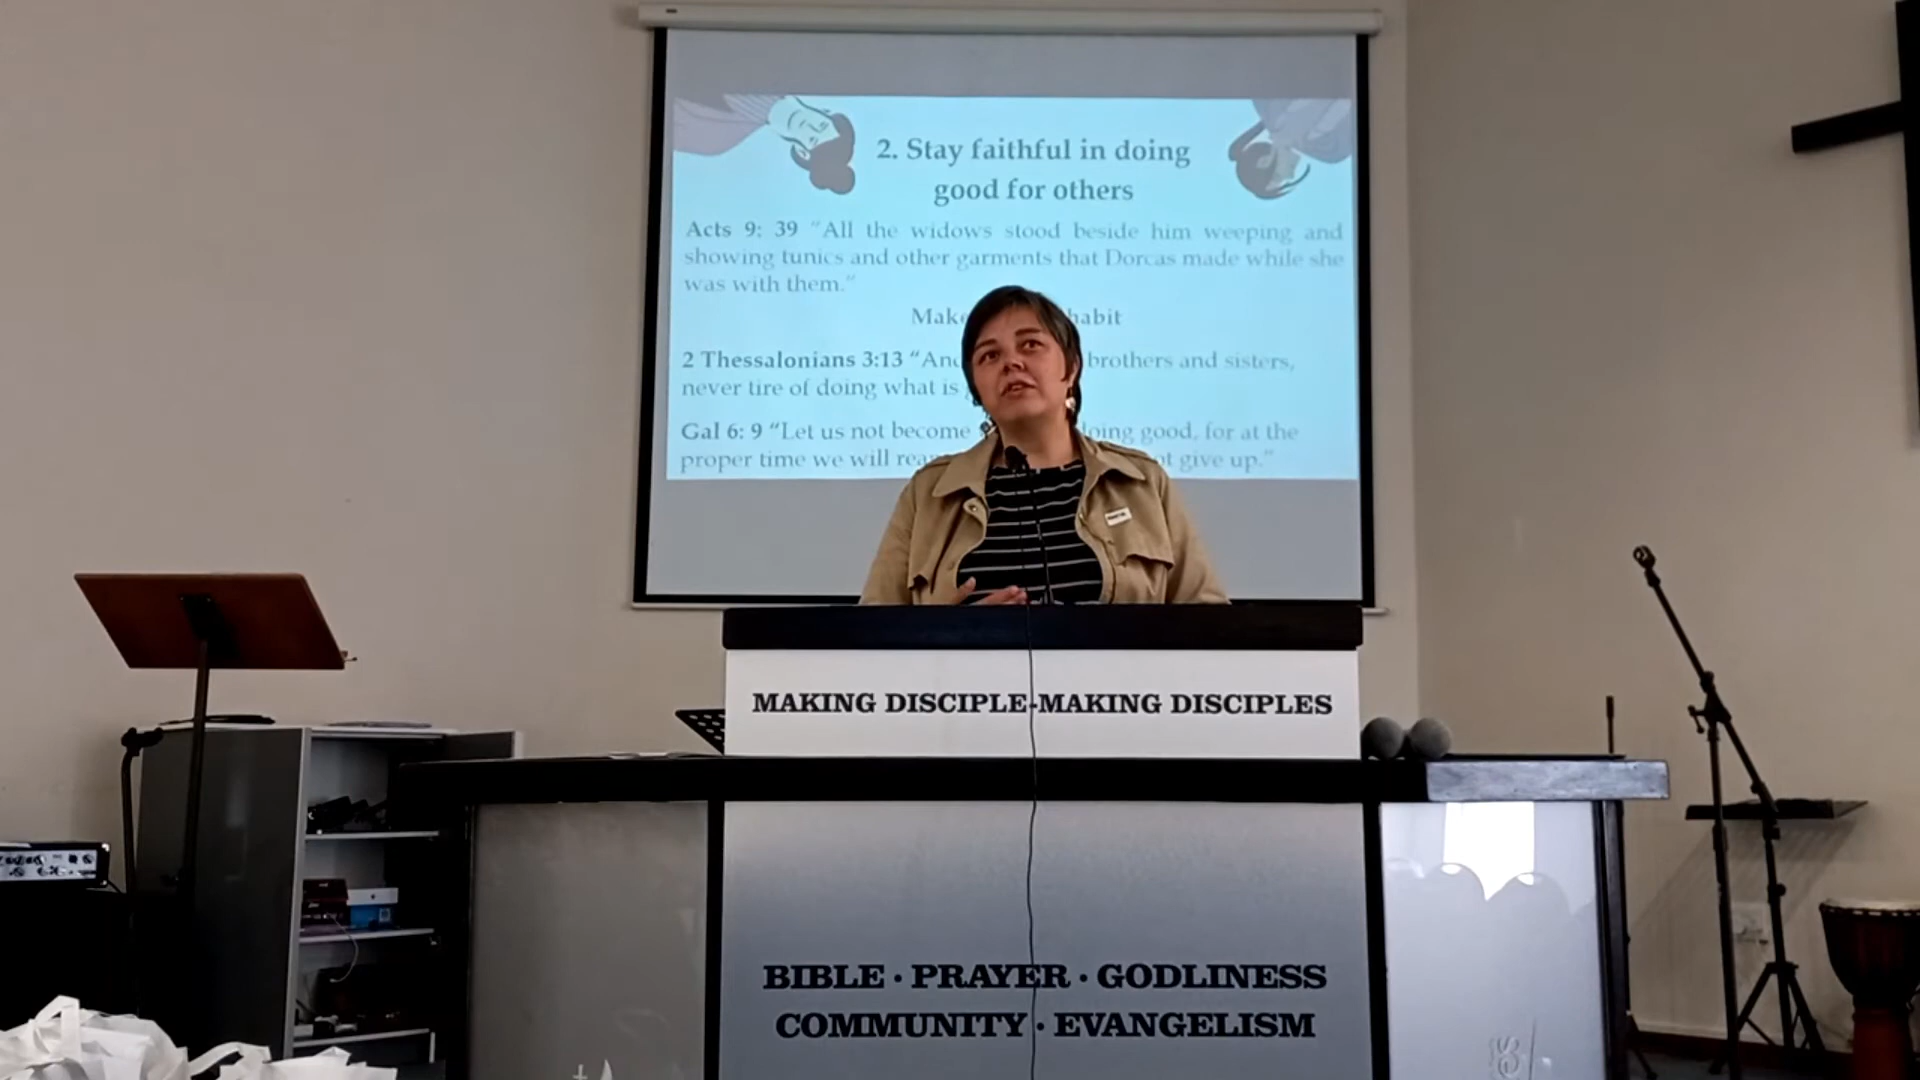 2. Stay faithful in doing
good for others
Acts 9: 39 “All the widows stood beside him weeping and
showing tunics and other garments that Dorcas made while she
was with them.”
Make habit
2 Thessalonians 3:13 “And brothers and sisters,
never tire of doing what is
Gal 6: 9 “Let us not become doing good, for at the
proper time we will reap not give up.”
MAKING DISCIPLE-MAKING DISCIPLES
BIBLE · PRAYER · GODLINESS
COMMUNITY · EVANGELISM